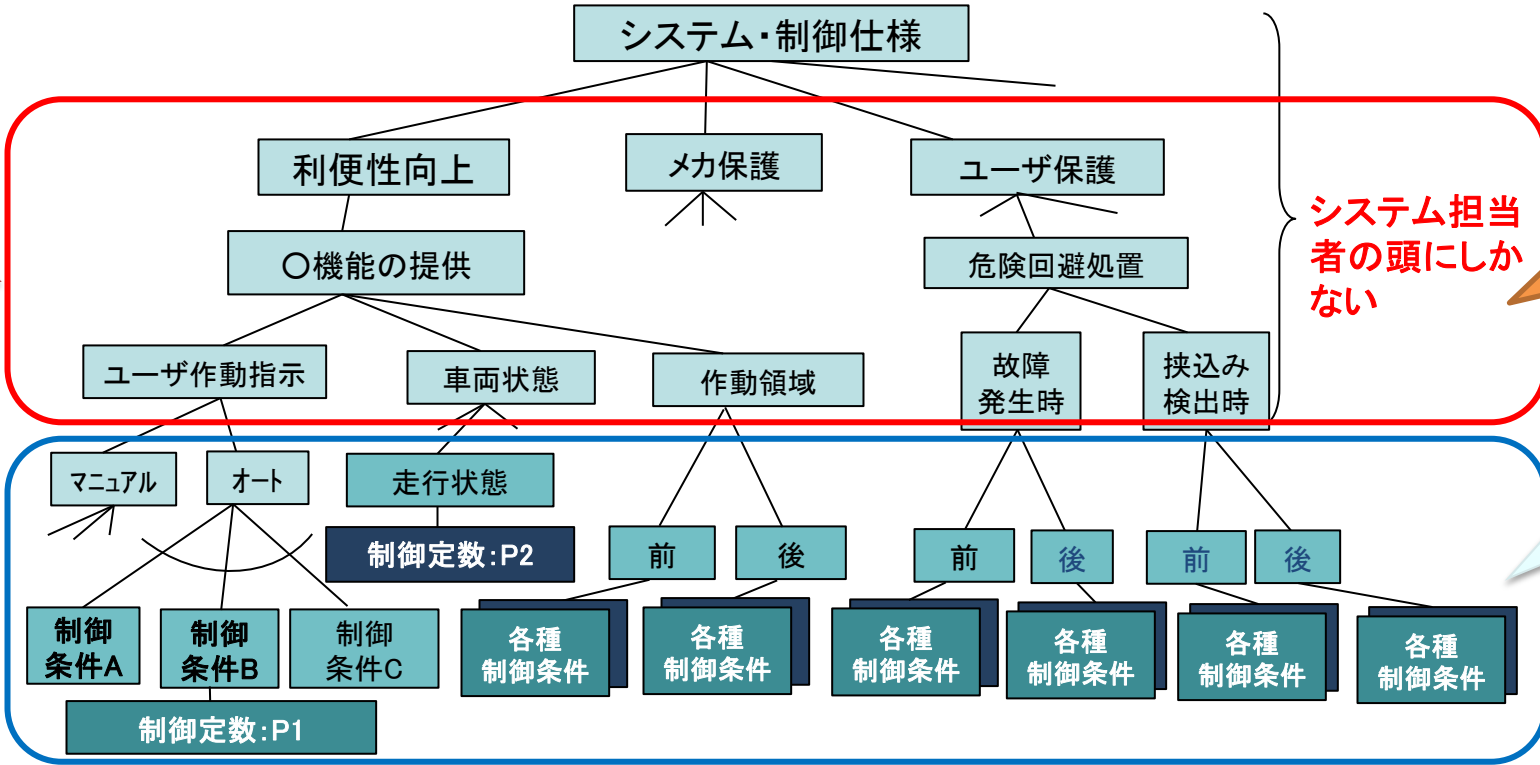 システム・制御仕様
利便性向上
メカ保護
ユーザ保護
システム担当
者の頭にしか
ない
〇機能の提供
危険回避処置
ユーザ作動指示
車両状態
作動領域
故障
発生時
挟込み
検出時
マニュアル
オート
走行状態
制御定数:P2
前
後
前
後
前
後
制御
条件A
制御
条件B
制御
条件C
各種
制御条件
各種
制御条件
各種
制御条件
各種
制御条件
各種
制御条件
各種
制御条件
制御定数:P1